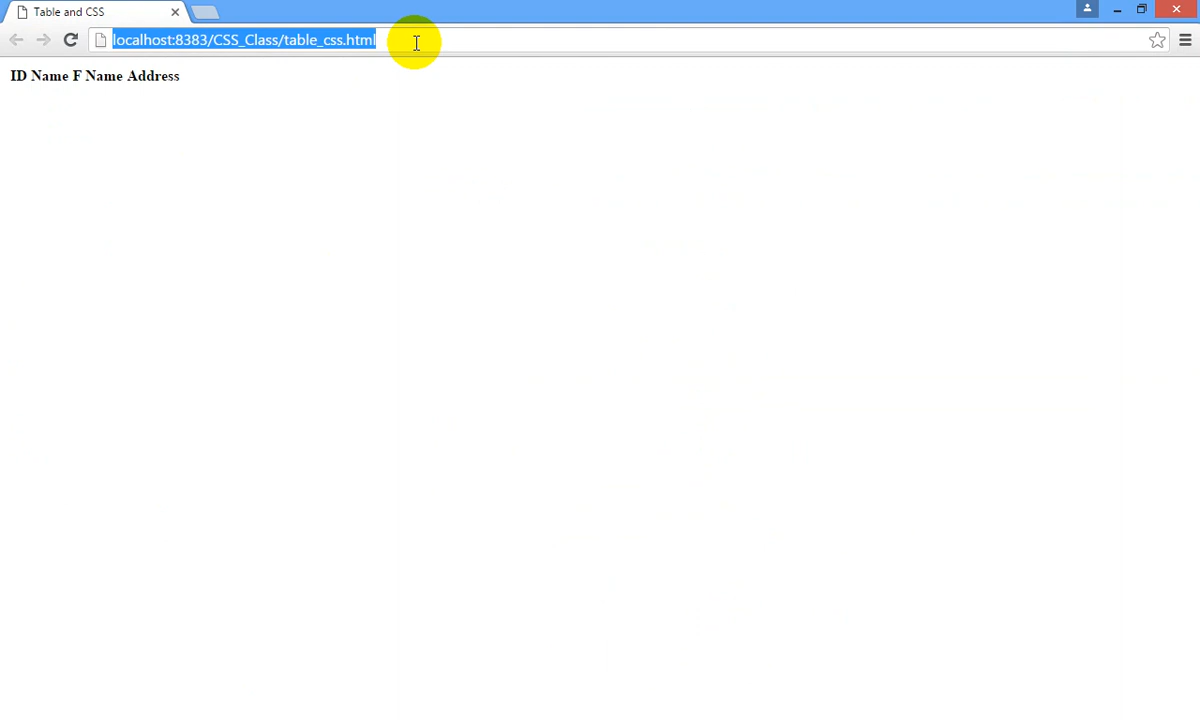 Table and CSS
localhost:8383/CSS_Class/table_css.html
ID Name F Name Address